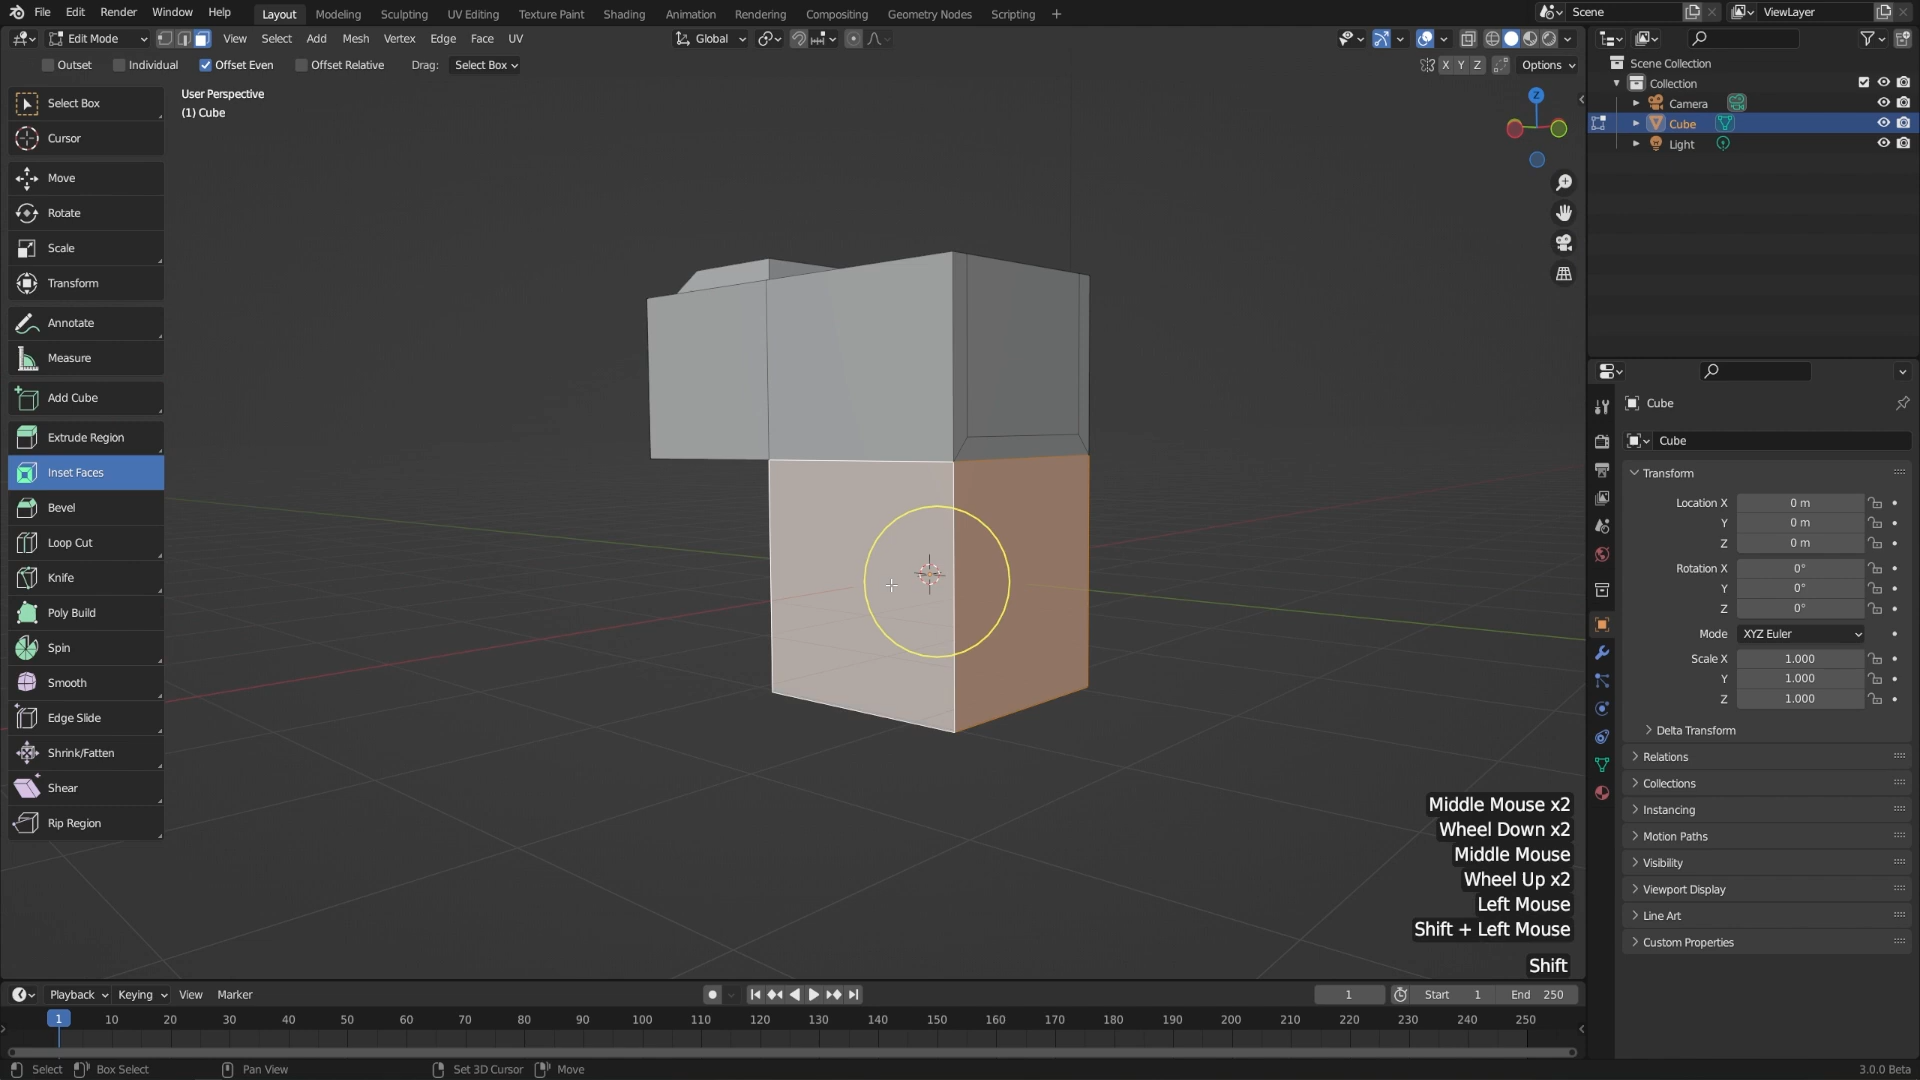 File Edit Render Window Help Layout Modeling Sculpting UV Editing Texture Paint Shading Animation Rendering Compositing Geometry Nodes Scripting + Scene ViewLayer
Edit Mode View Select Add Mesh Vertex Edge Face UV Global
Outset Individual Offset Even Offset Relative Drag: Select Box X Y Z Options
User Perspective
(1) Cube
Z
Select Box
Cursor
Move
Rotate
Scale
Transform
Annotate
Measure
Add Cube
Extrude Region
Inset Faces
Bevel
Loop Cut
Knife
Poly Build
Spin
Smooth
Edge Slide
Shrink/Fatten
Shear
Rip Region
Middle Mouse x2
Wheel Down x2
Middle Mouse
Wheel Up x2
Left Mouse
Shift + Left Mouse
Shift
Scene Collection
Collection
Camera
Cube
Light
Cube
Cube
Transform
Location X 0 m
Y 0 m
Z 0 m
Rotation X 0°
Y 0°
Z 0°
Mode XYZ Euler
Scale X 1.000
Y 1.000
Z 1.000
Delta Transform
Relations
Collections
Instancing
Motion Paths
Visibility
Viewport Display
Line Art
Custom Properties
Playback Keying View Marker 1 Start 1 End 250
1 10 20 30 40 50 60 70 80 90 100 110 120 130 140 150 160 170 180 190 200 210 220 230 240 250
Select Box Select Pan View Set 3D Cursor Move 3.0.0 Beta